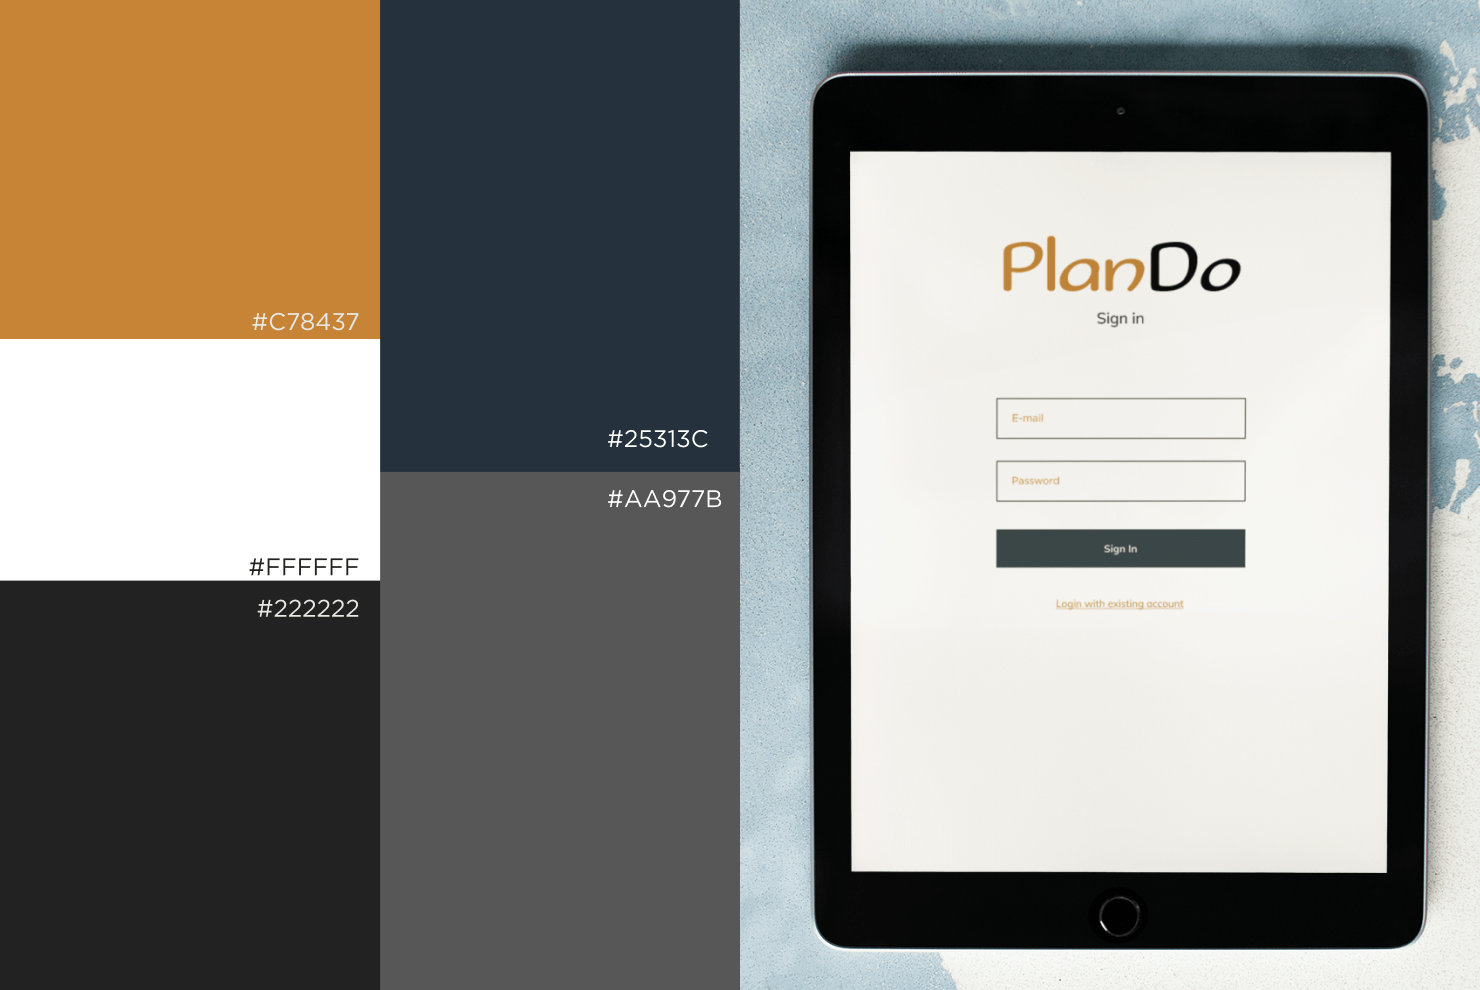 #C78437
#FFFFFF
#222222
#25313C
#AA977B
PlanDo
Sign in
E-mail
Password
Sign In
Login with existing account